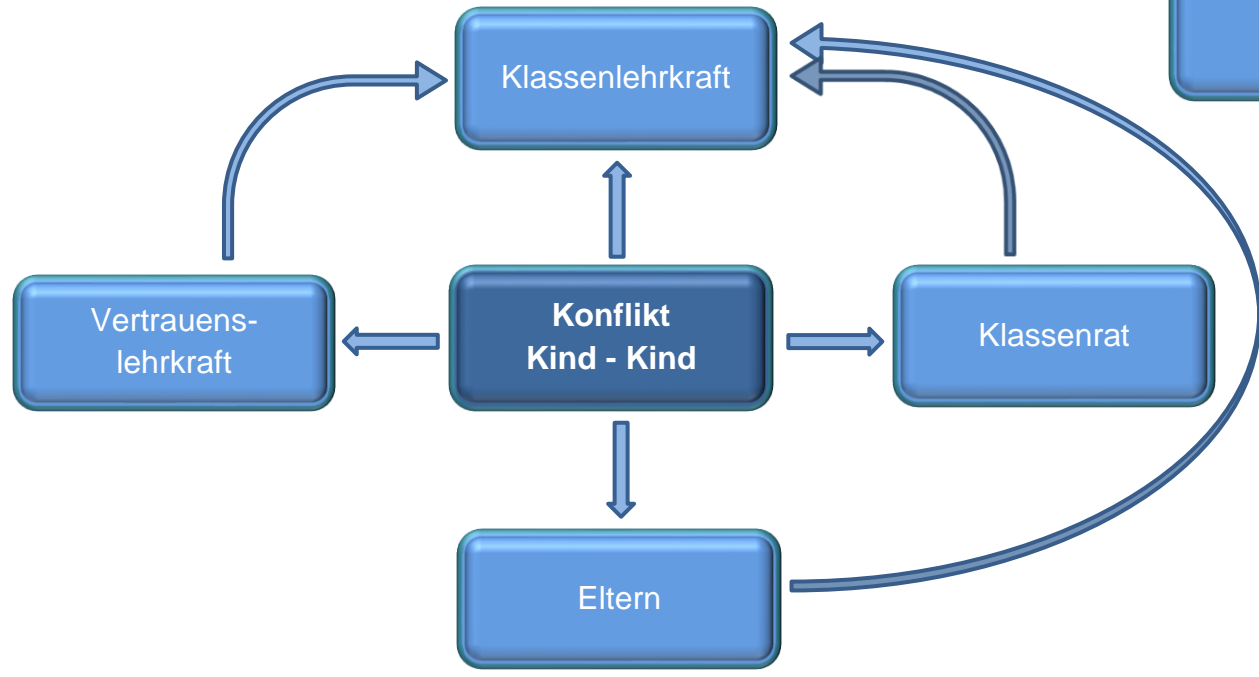 Klassenlehrkraft
Vertrauens-
lehrkraft
Konflikt
Kind - Kind
Klassenrat
Eltern